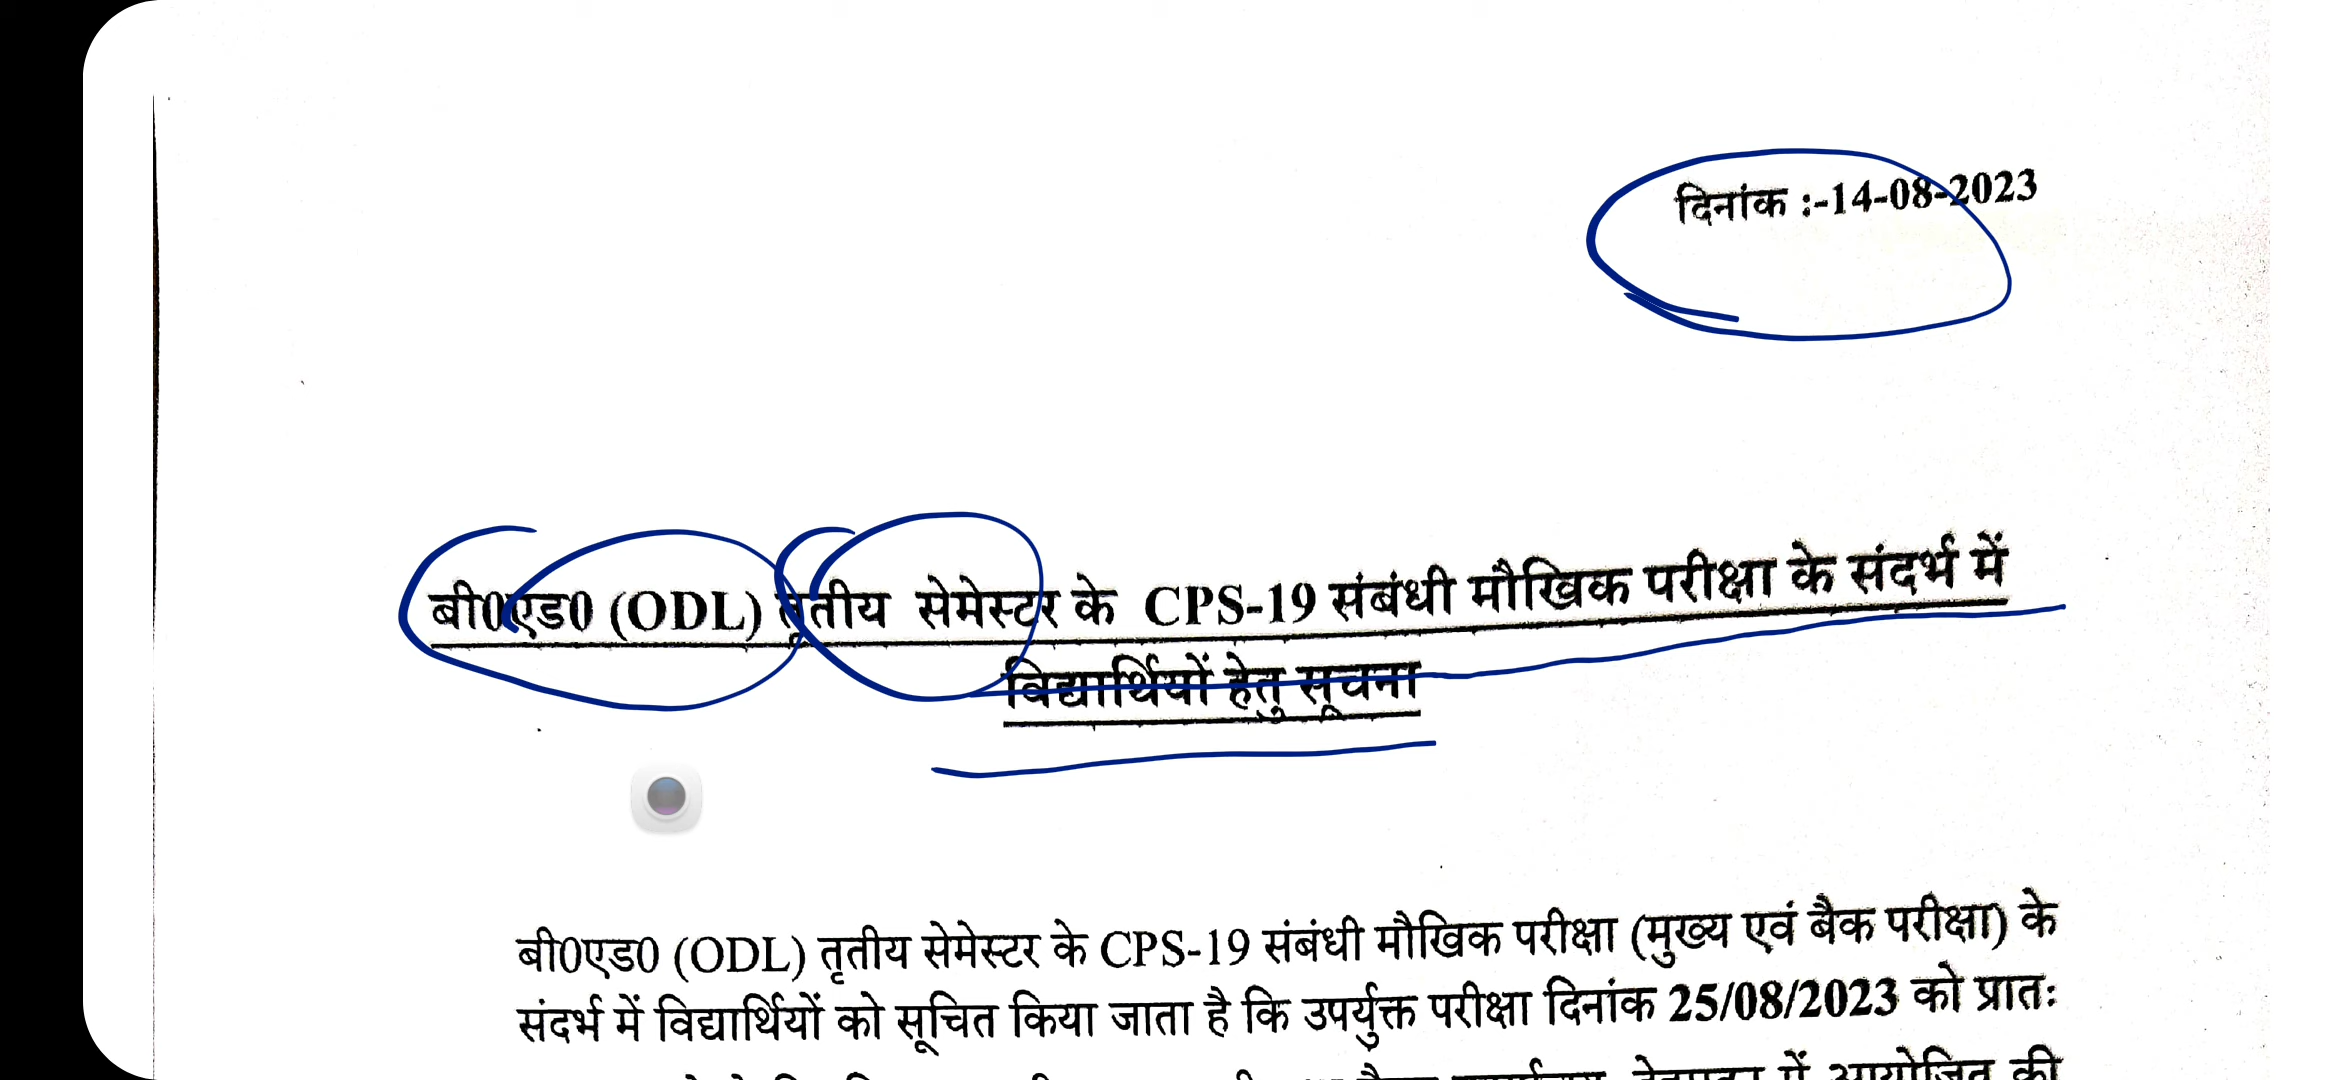 दिनांक :-14-08-2023
बी0एड0 (ODL) तृतीय सेमेस्टर के CPS-19 संबंधी मौखिक परीक्षा के संदर्भ में
विद्यार्थियों हेतु सूचना
बी0एड0 (ODL) तृतीय सेमेस्टर के CPS-19 संबंधी मौखिक परीक्षा (मुख्य एवं बैक परीक्षा) के
संदर्भ में विद्यार्थियों को सूचित किया जाता है कि उपर्युक्त परीक्षा दिनांक 25/08/2023 को प्रातः
में आयोजित की